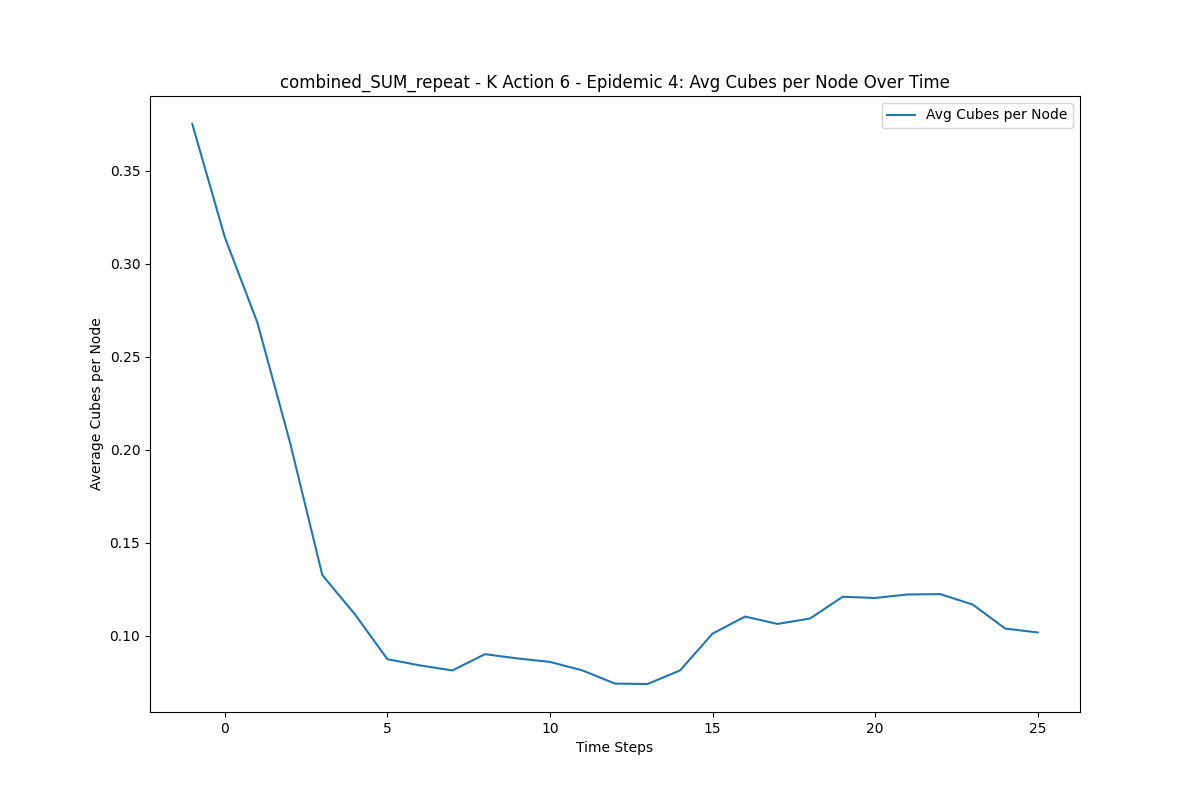 combined_SUM_repeat - K Action 6 - Epidemic 4: Avg Cubes per Node Over Time
Avg Cubes per Node
Average Cubes per Node
0.35
0.30
0.25
0.20
0.15
0.10
0 5 10 15 20 25
Time Steps